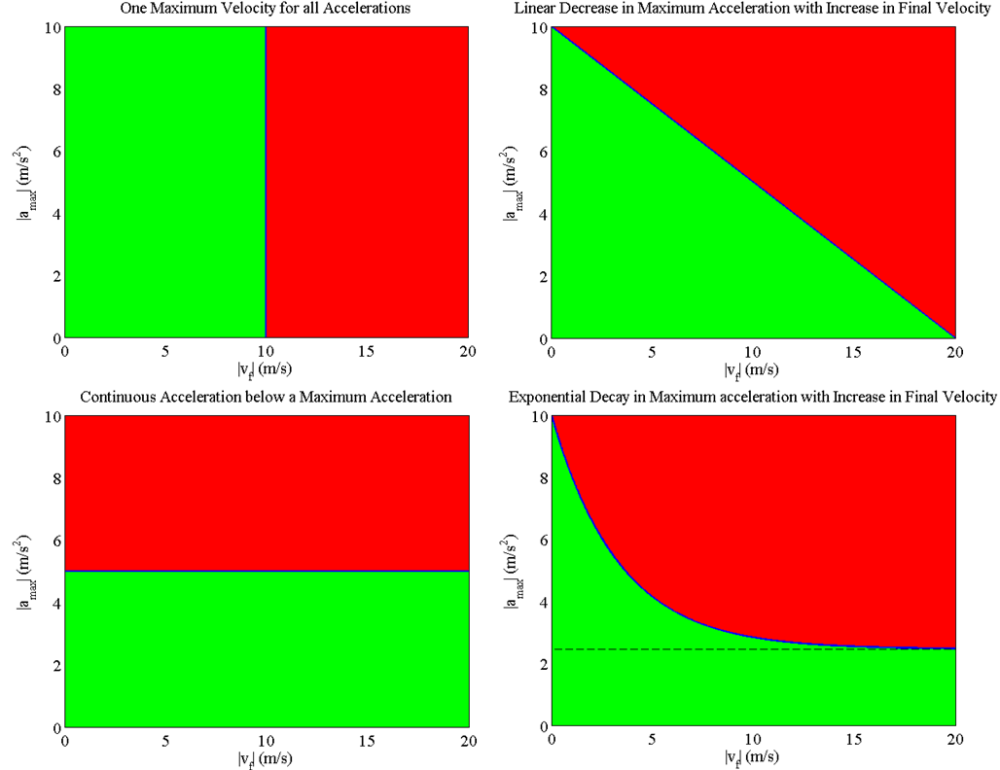 One Maximum Velocity for all Accelerations
10
8
6
4
2
0
|a_max| (m/s²)
0 5 10 15 20
|v_f| (m/s)
Linear Decrease in Maximum Acceleration with Increase in Final Velocity
10
8
6
4
2
0
|a_max| (m/s²)
0 5 10 15 20
|v_f| (m/s)
Continuous Acceleration below a Maximum Acceleration
10
8
6
4
2
0
|a_max| (m/s²)
0 5 10 15 20
|v_f| (m/s)
Exponential Decay in Maximum acceleration with Increase in Final Velocity
10
8
6
4
2
0
|a_max| (m/s²)
0 5 10 15 20
|v_f| (m/s)